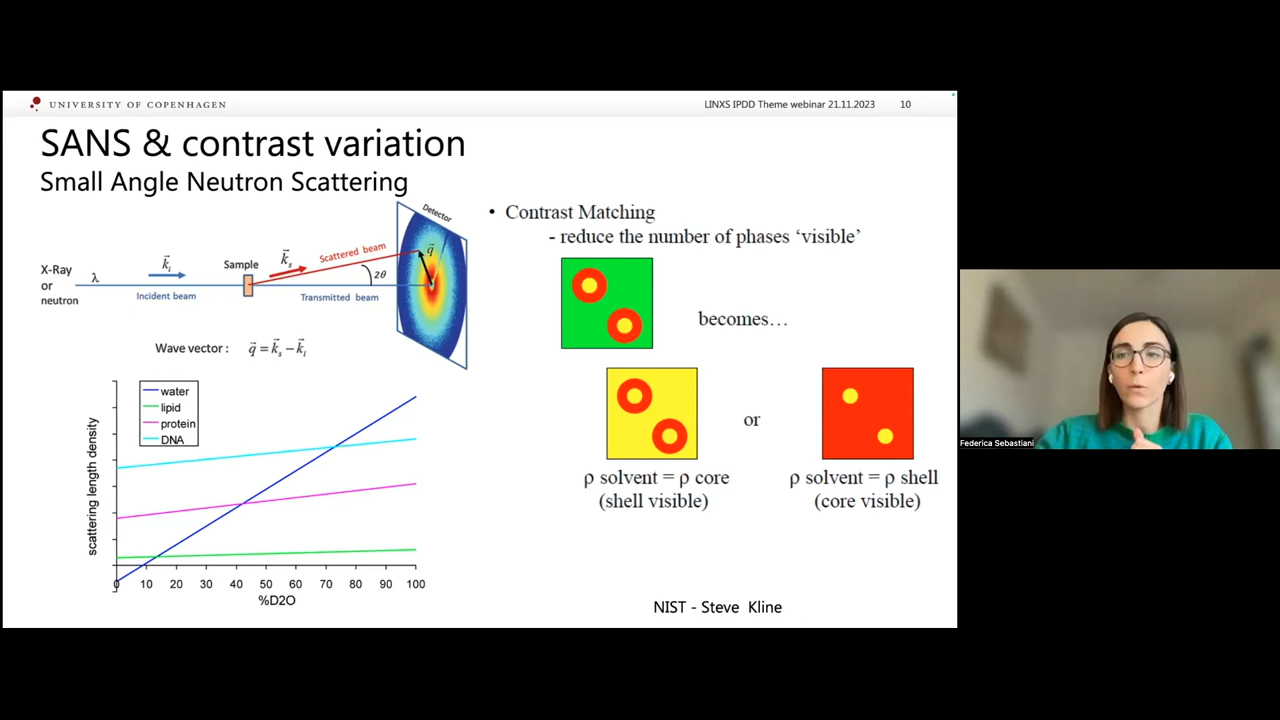 UNIVERSITY OF COPENHAGEN
LINXS IPDD Theme webinar 21.11.2023 10
SANS & contrast variation
Small Angle Neutron Scattering
X-Ray
or
neutron
λ
k⃗i
Incident beam
Sample
k⃗s
Scattered beam
2θ
Transmitted beam
Detector
q⃗
Wave vector : q⃗ = k⃗s − k⃗i
• Contrast Matching
- reduce the number of phases ‘visible’
becomes…
or
ρ solvent = ρ core
(shell visible)
ρ solvent = ρ shell
(core visible)
water
lipid
protein
DNA
scattering length density
0 10 20 30 40 50 60 70 80 90 100
%D2O
NIST - Steve Kline
Federica Sebastiani